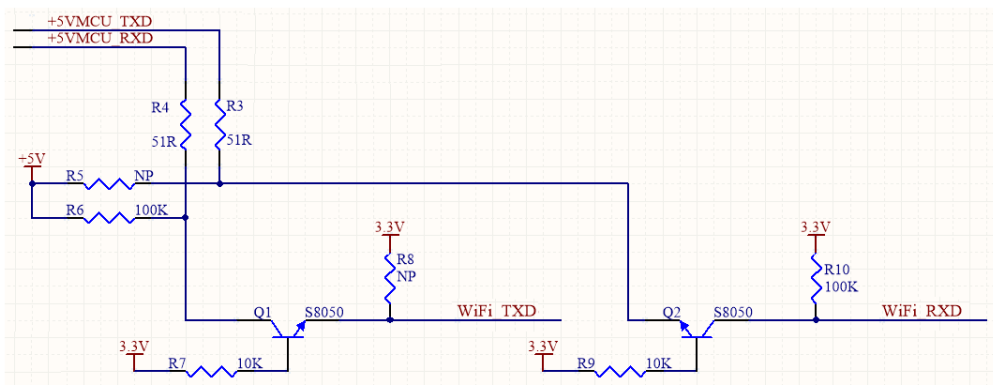 +5VMCU_TXD
+5VMCU_RXD
R4
R3
51R
51R
+5V
R5 NP
R6 100K
3.3V
3.3V
R8
NP
R10
100K
Q1 S8050 WiFi_TXD
Q2 S8050 WiFi_RXD
3.3V
3.3V
R7 10K
R9 10K